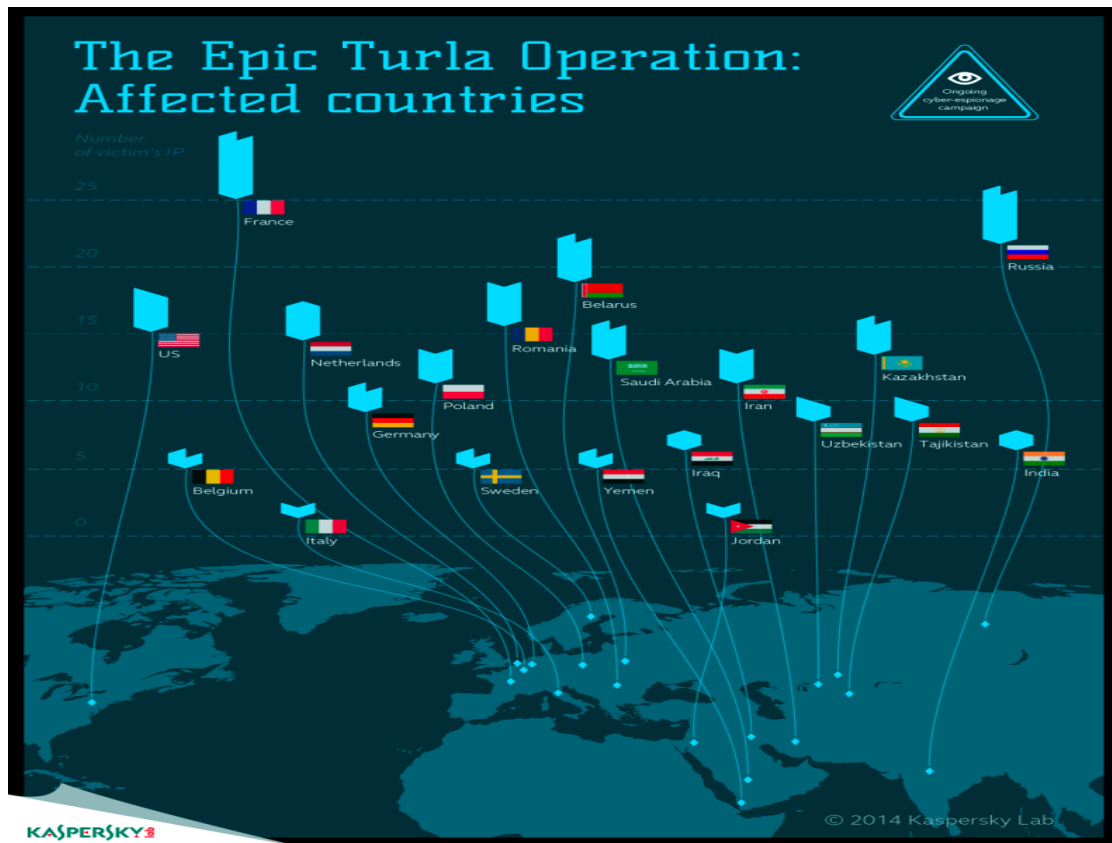 The Epic Turla Operation:
Affected countries
Ongoing
cyber-espionage
campaign
Number
of victim's IP
25
France
20
Russia
Belarus
15
US
Netherlands
Romania
Saudi Arabia
Kazakhstan
10
Poland
Iran
Germany
Uzbekistan
Tajikistan
5
Belgium
Sweden
Yemen
Iraq
India
0
Italy
Jordan
© 2014 Kaspersky Lab
KASPERSKY lab